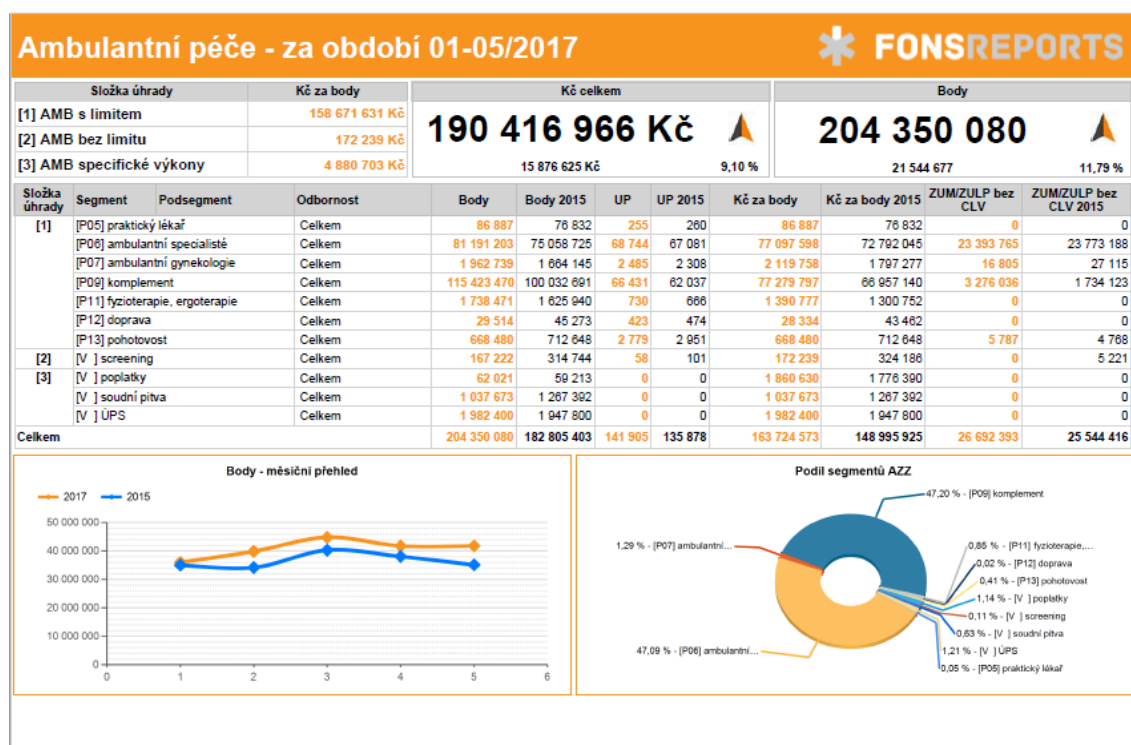 Ambulantní péče - za období 01-05/2017
FONSREPORTS
Složka úhrady Kč za body
[1] AMB s limitem 158 671 631 Kč
[2] AMB bez limitu 172 239 Kč
[3] AMB specifické výkony 4 880 703 Kč
Kč celkem
190 416 966 Kč
15 876 625 Kč 9,10 %
Body
204 350 080
21 544 677 11,79 %
Složka úhrady Segment Podsegment Odbornost Body Body 2015 UP UP 2015 Kč za body Kč za body 2015 ZUM/ZULP bez CLV ZUM/ZULP bez CLV 2015
[1] [P05] praktický lékař Celkem 86 887 76 832 255 260 86 887 76 832 0 0
[P06] ambulantní specialisté Celkem 81 191 203 75 058 725 68 744 67 081 77 097 598 72 792 045 23 393 765 23 773 188
[P07] ambulantní gynekologie Celkem 1 962 739 1 664 145 2 485 2 308 2 119 758 1 797 277 16 805 27 115
[P09] komplement Celkem 115 423 470 100 032 691 66 431 62 037 77 279 797 66 957 140 3 276 036 1 734 123
[P11] fyzioterapie, ergoterapie Celkem 1 738 471 1 625 940 730 666 1 390 777 1 300 752 0 0
[P12] doprava Celkem 29 514 45 273 423 474 28 334 43 462 0 0
[P13] pohotovost Celkem 668 480 712 648 2 779 2 951 668 480 712 648 5 787 4 768
[2] [V ] screening Celkem 167 222 314 744 58 101 172 239 324 186 0 5 221
[3] [V ] poplatky Celkem 62 021 59 213 0 0 1 860 630 1 776 390 0 0
[V ] soudní pitva Celkem 1 037 673 1 267 392 0 0 1 037 673 1 267 392 0 0
[V ] ÚPS Celkem 1 982 400 1 947 800 0 0 1 982 400 1 947 800 0 0
Celkem 204 350 080 182 805 403 141 905 135 878 163 724 573 148 995 925 26 692 393 25 544 416
Body - měsíční přehled
2017 2015
50 000 000
40 000 000
30 000 000
20 000 000
10 000 000
0
0 1 2 3 4 5 6
Podíl segmentů AZZ
47,20 % - [P09] komplement
1,29 % - [P07] ambulantní...
0,85 % - [P11] fyzioterapie,...
0,02 % - [P12] doprava
0,41 % - [P13] pohotovost
1,14 % - [V ] poplatky
0,11 % - [V ] screening
0,63 % - [V ] soudní pitva
47,09 % - [P06] ambulantní...
1,21 % - [V ] ÚPS
0,05 % - [P05] praktický lékař